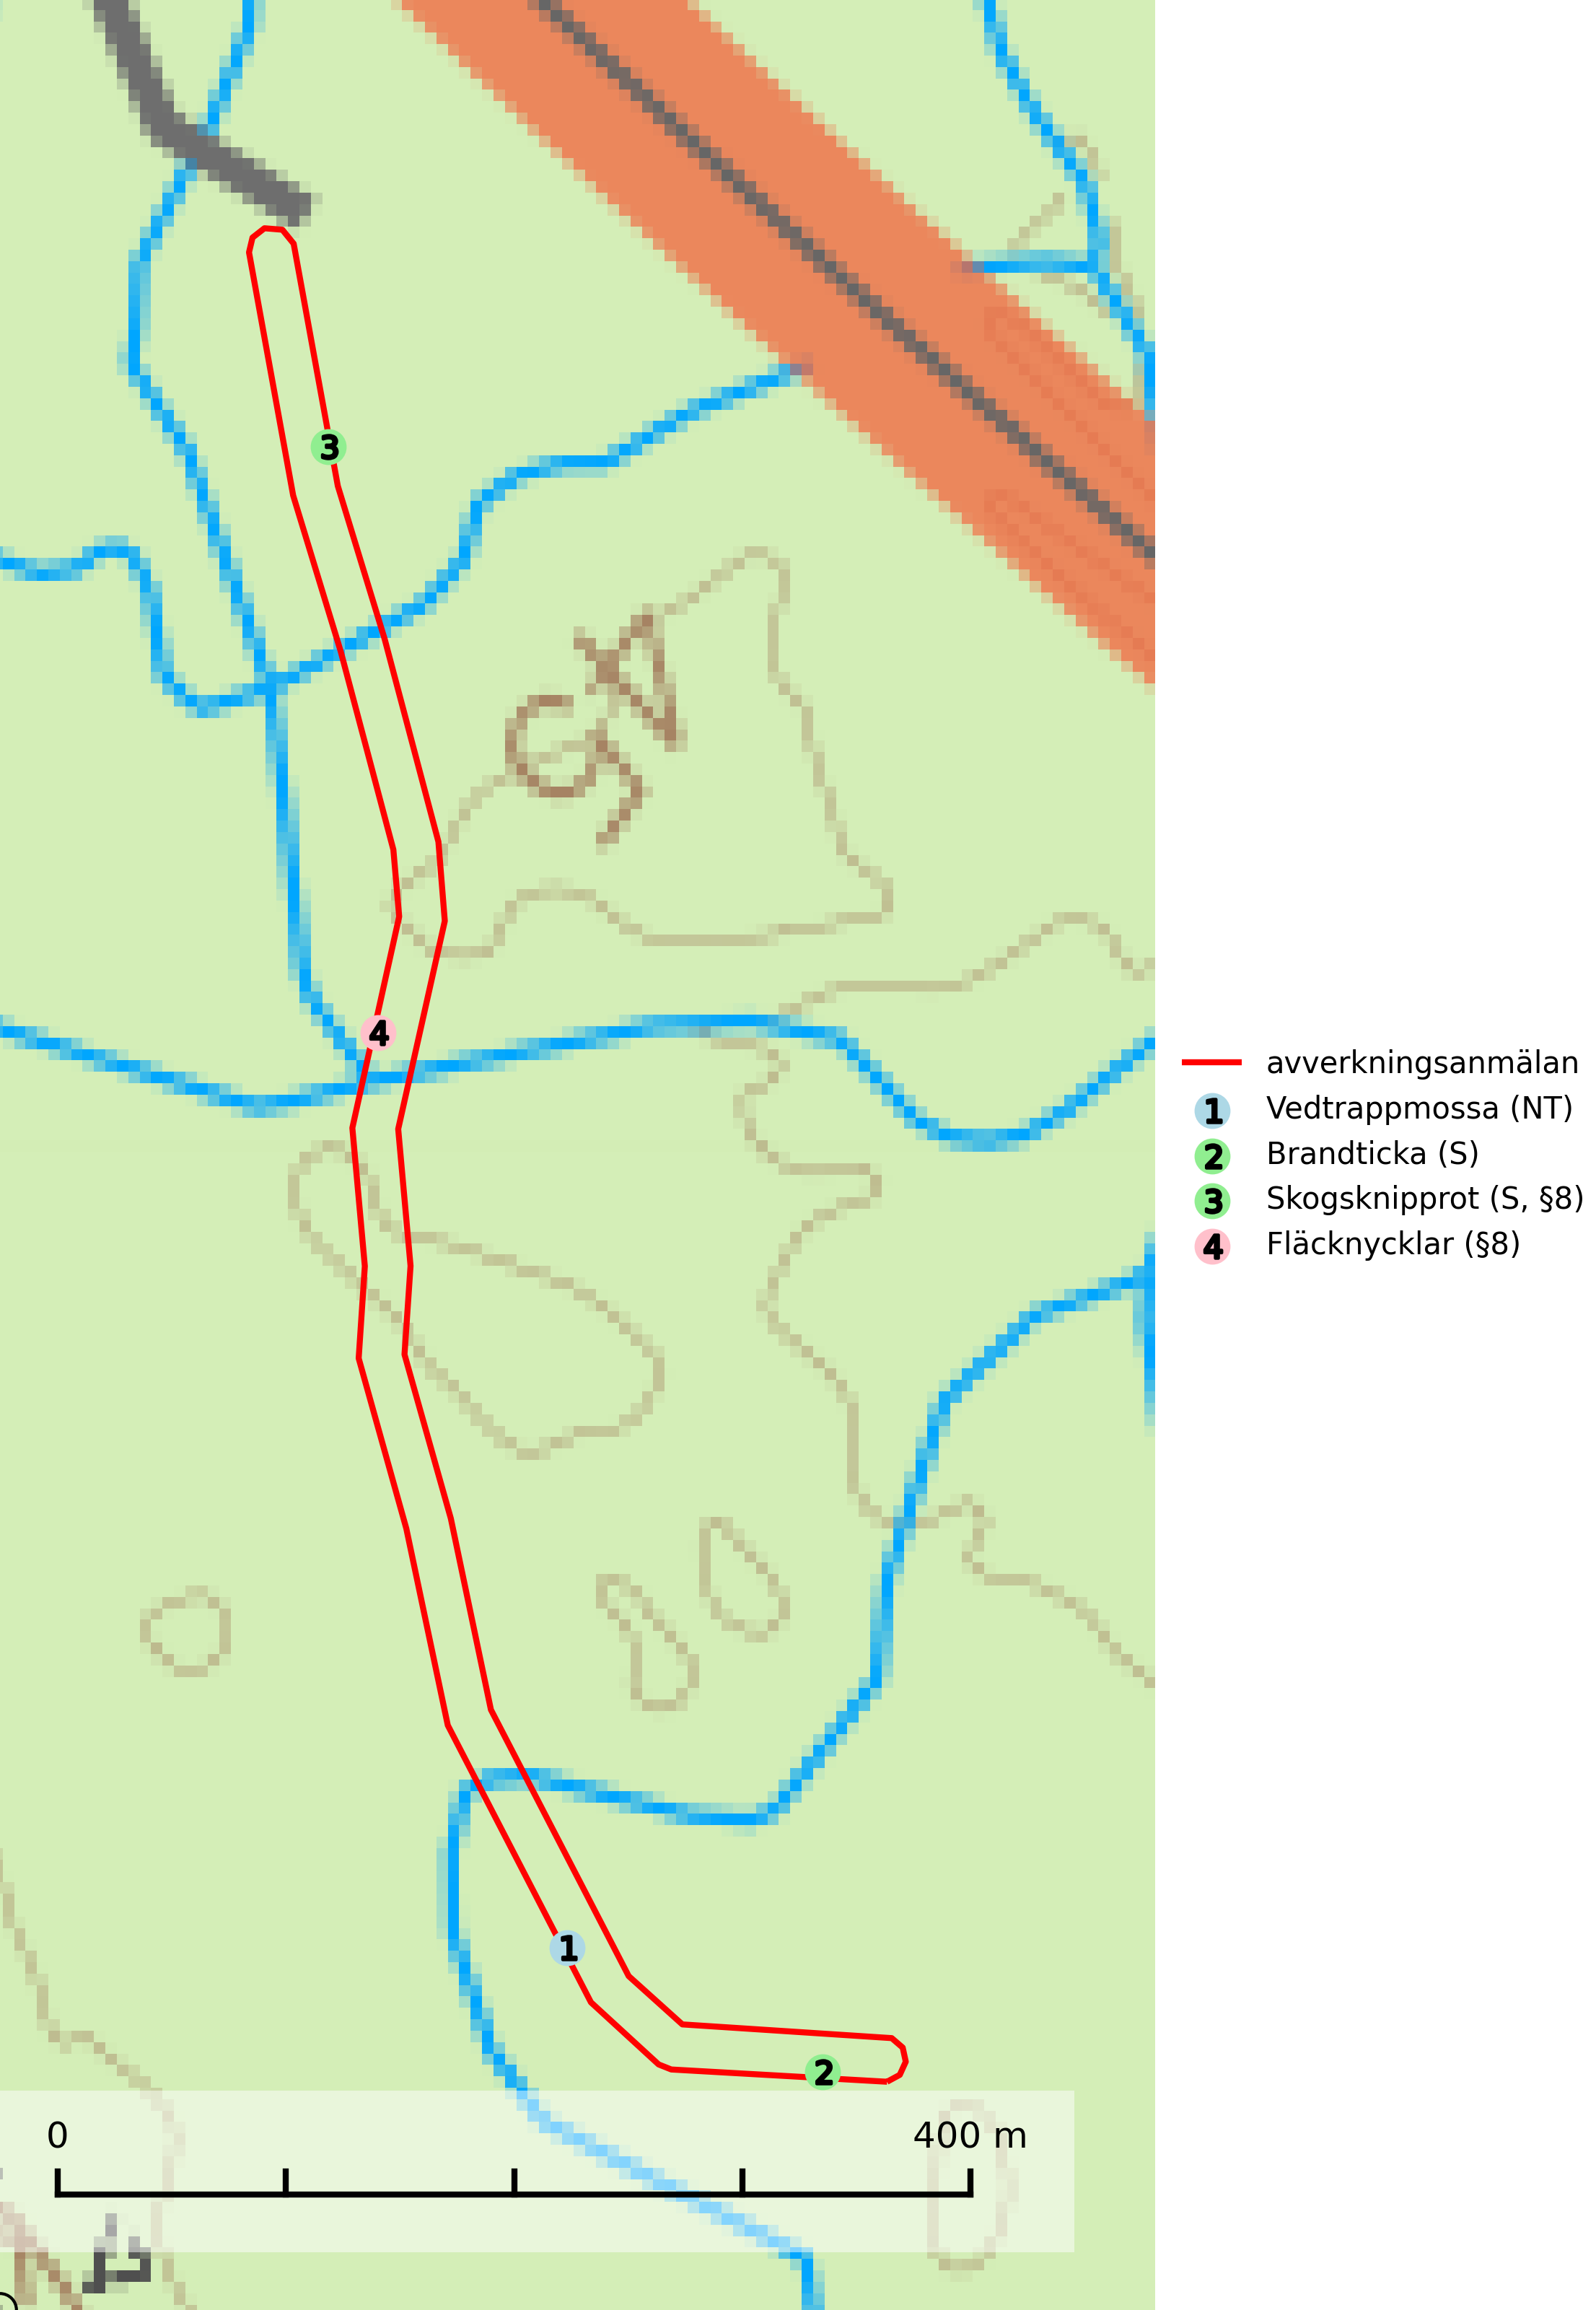 3
4
avverkningsanmälan
1 Vedtrappmossa (NT)
2 Brandticka (S)
3 Skogsknipprot (S, §8)
4 Fläcknycklar (§8)
1
2
0 400 m